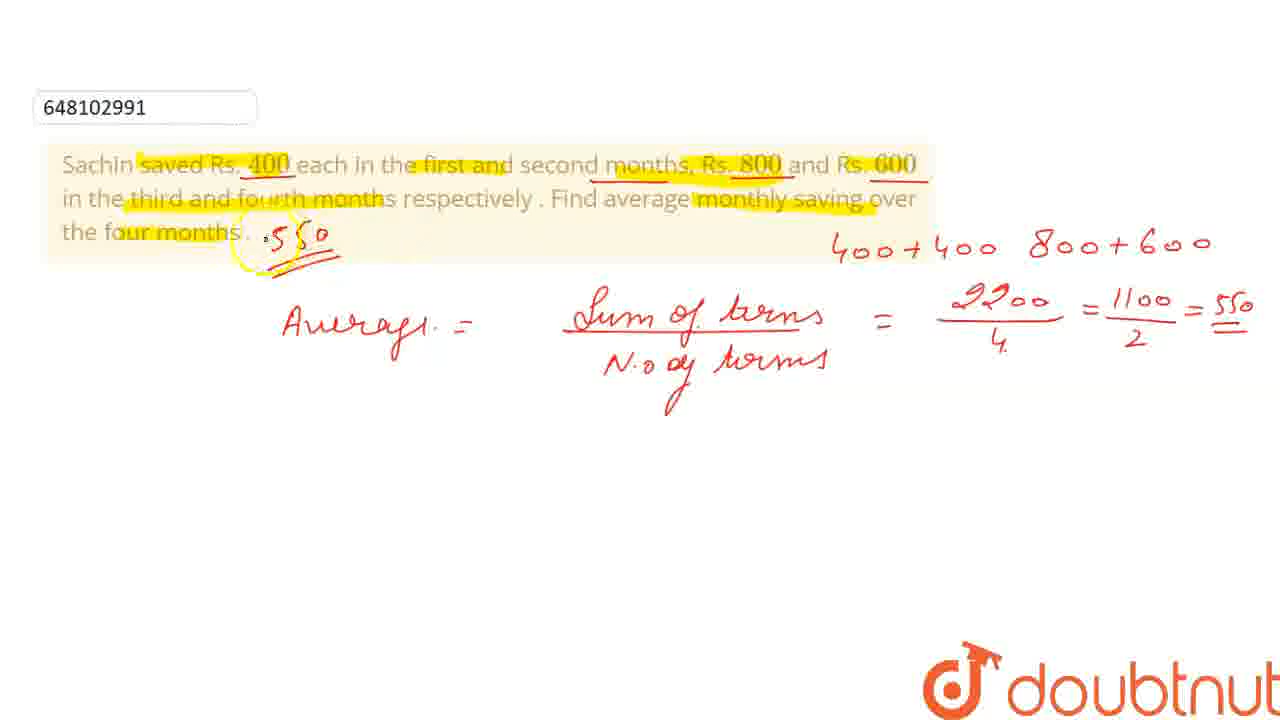 648102991
Sachin saved Rs. 400 each in the first and second months, Rs. 800 and Rs. 600
in the third and fourth months respectively . Find average monthly saving over
the four months .
550
400+400 800+600
Average = Sum of terms / N.o of terms = 2200 / 4 = 1100 / 2 = 550
doubtnut